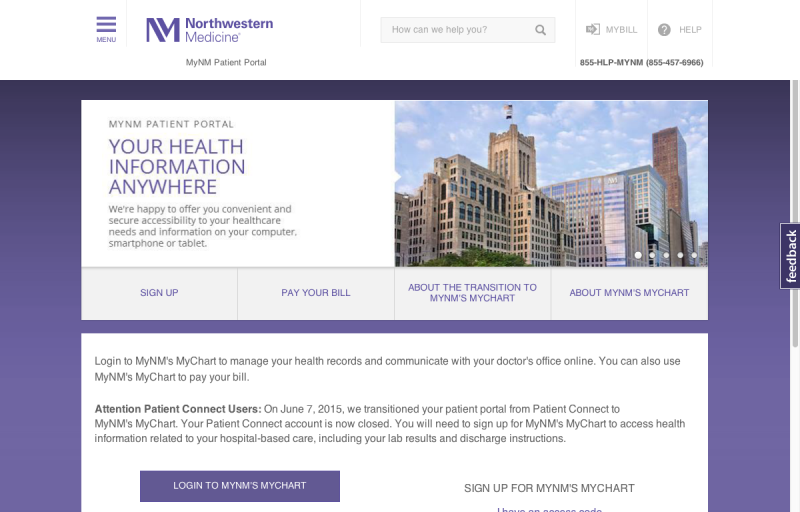 MENU
Northwestern
Medicine®
MyNM Patient Portal
How can we help you?
MYBILL
HELP
855-HLP-MYNM (855-457-6966)
MYNM PATIENT PORTAL
YOUR HEALTH
INFORMATION
ANYWHERE
We're happy to offer you convenient and
secure accessibility to your healthcare
needs and information on your computer,
smartphone or tablet.
feedback
SIGN UP
PAY YOUR BILL
ABOUT THE TRANSITION TO
MYNM'S MYCHART
ABOUT MYNM'S MYCHART
Login to MyNM's MyChart to manage your health records and communicate with your doctor's office online. You can also use
MyNM's MyChart to pay your bill.
Attention Patient Connect Users: On June 7, 2015, we transitioned your patient portal from Patient Connect to
MyNM's MyChart. Your Patient Connect account is now closed. You will need to sign up for MyNM's MyChart to access health
information related to your hospital-based care, including your lab results and discharge instructions.
LOGIN TO MYNM'S MYCHART
SIGN UP FOR MYNM'S MYCHART
I have an access code